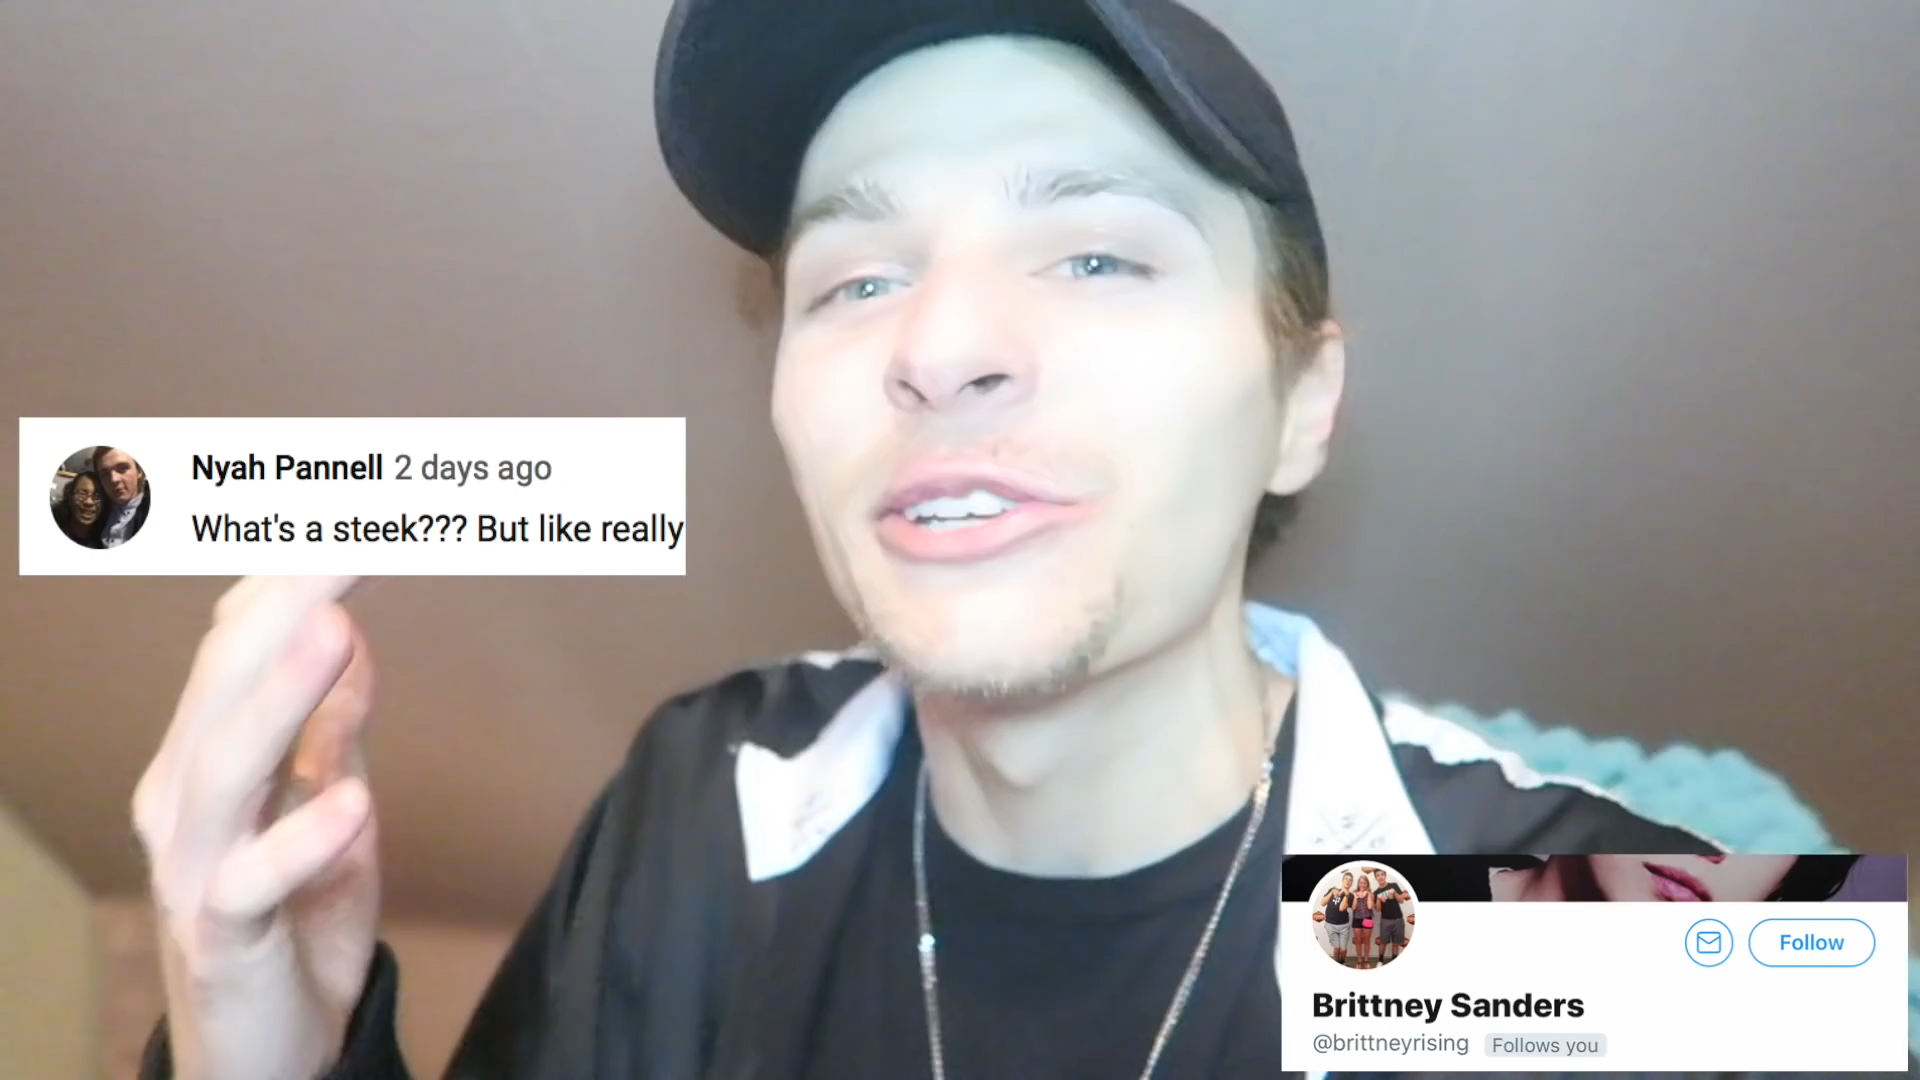 Nyah Pannell 2 days ago
What's a steek??? But like really
Follow
Brittney Sanders
@brittneyrising Follows you